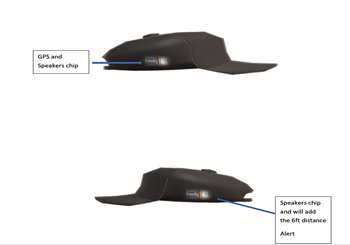 GPS and
Speakers chip
Speakers chip
and will add
the 6ft distance
Alert